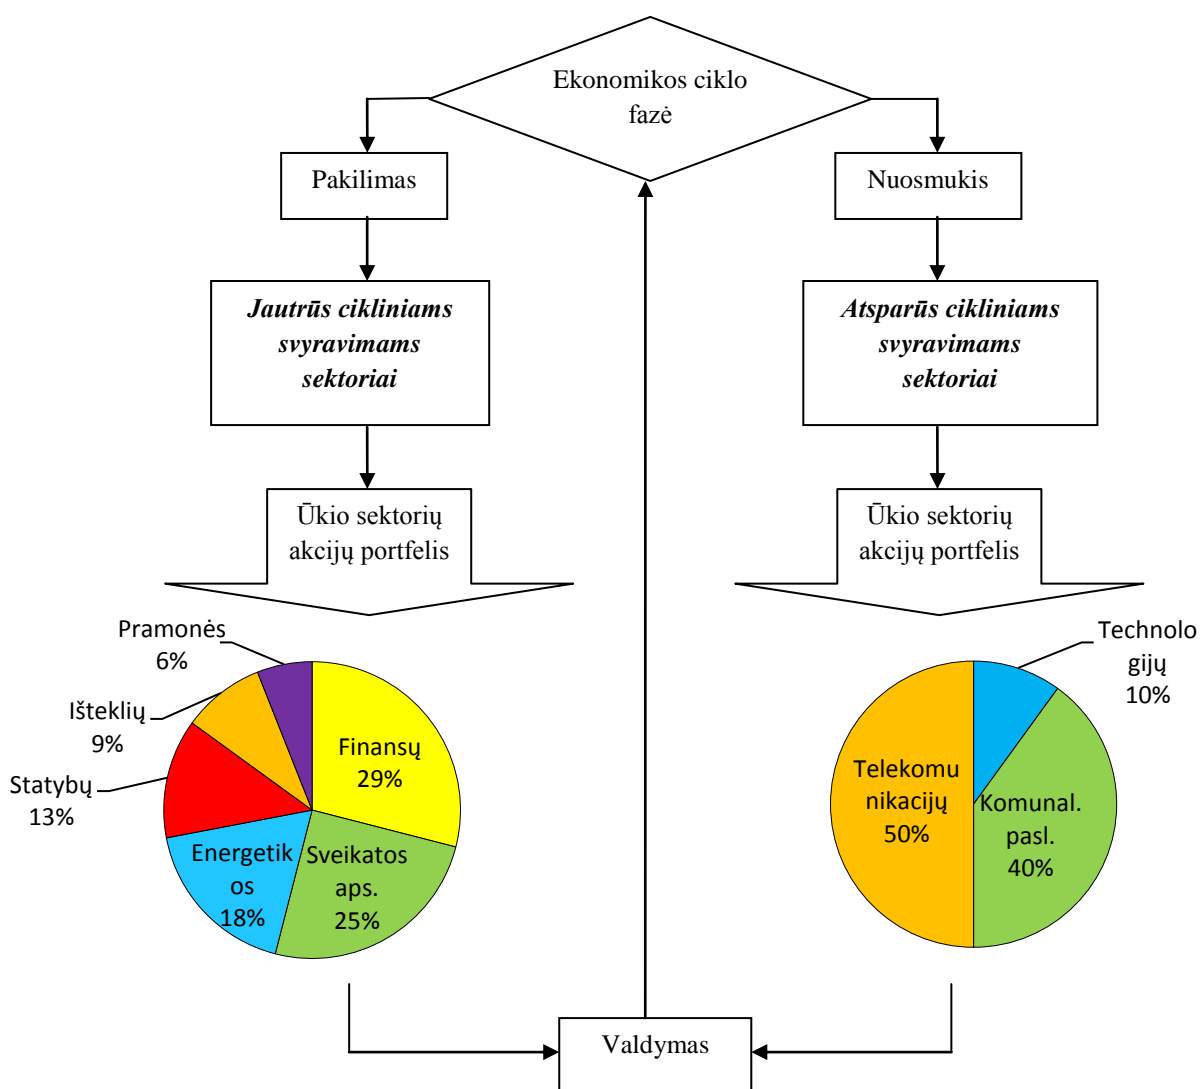 Ekonomikos ciklo
fazė
Pakilimas
Nuosmukis
Jautrūs cikliniams
svyravimams
sektoriai
Atsparūs cikliniams
svyravimams
sektoriai
Ūkio sektorių
akcijų portfelis
Ūkio sektorių
akcijų portfelis
Pramonės
6%
Išteklių
9%
Statybų
13%
Energetik
os
18%
Sveikatos
aps.
25%
Finansų
29%
Technolo
gijų
10%
Telekomu
nikacijų
50%
Komunal.
pasl.
40%
Valdymas